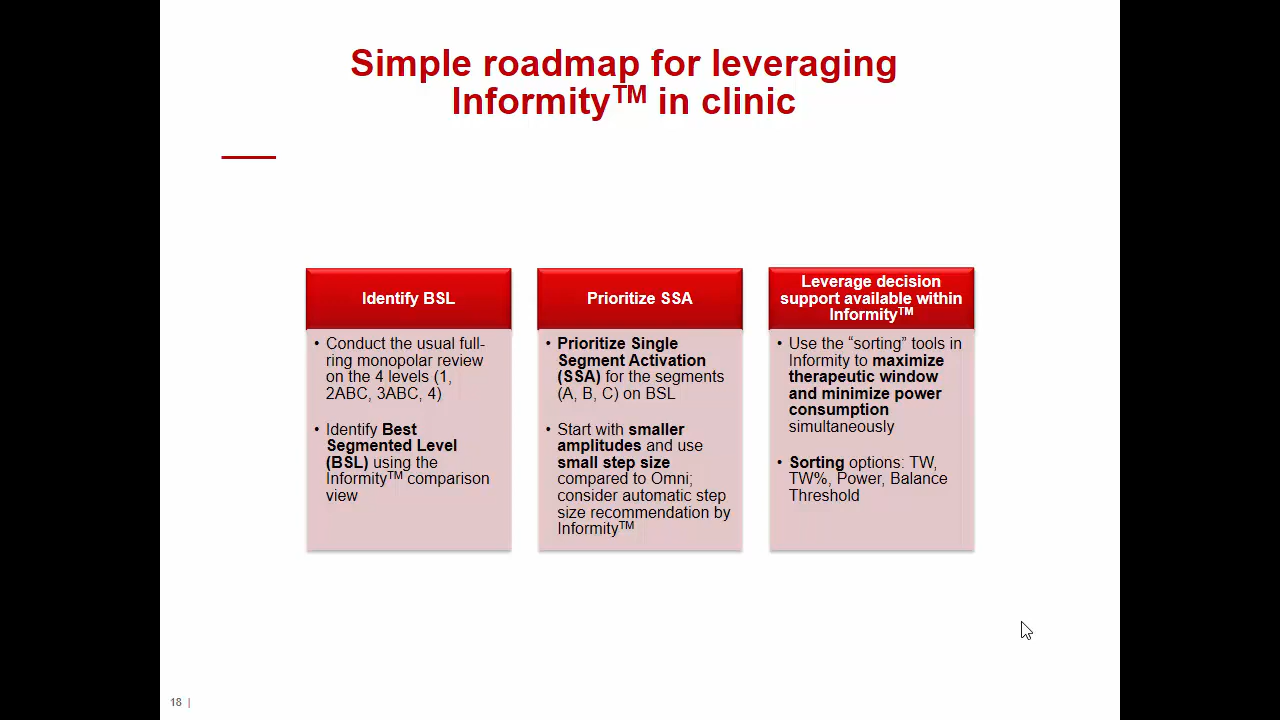 Simple roadmap for leveraging
Informity™ in clinic
Identify BSL
• Conduct the usual full-
ring monopolar review
on the 4 levels (1,
2ABC, 3ABC, 4)
• Identify Best
Segmented Level
(BSL) using the
Informity™ comparison
view
Prioritize SSA
• Prioritize Single
Segment Activation
(SSA) for the segments
(A, B, C) on BSL
• Start with smaller
amplitudes and use
small step size
compared to Omni;
consider automatic step
size recommendation by
Informity™
Leverage decision
support available within
Informity™
• Use the “sorting” tools in
Informity to maximize
therapeutic window
and minimize power
consumption
simultaneously
• Sorting options: TW,
TW%, Power, Balance
Threshold
18 |